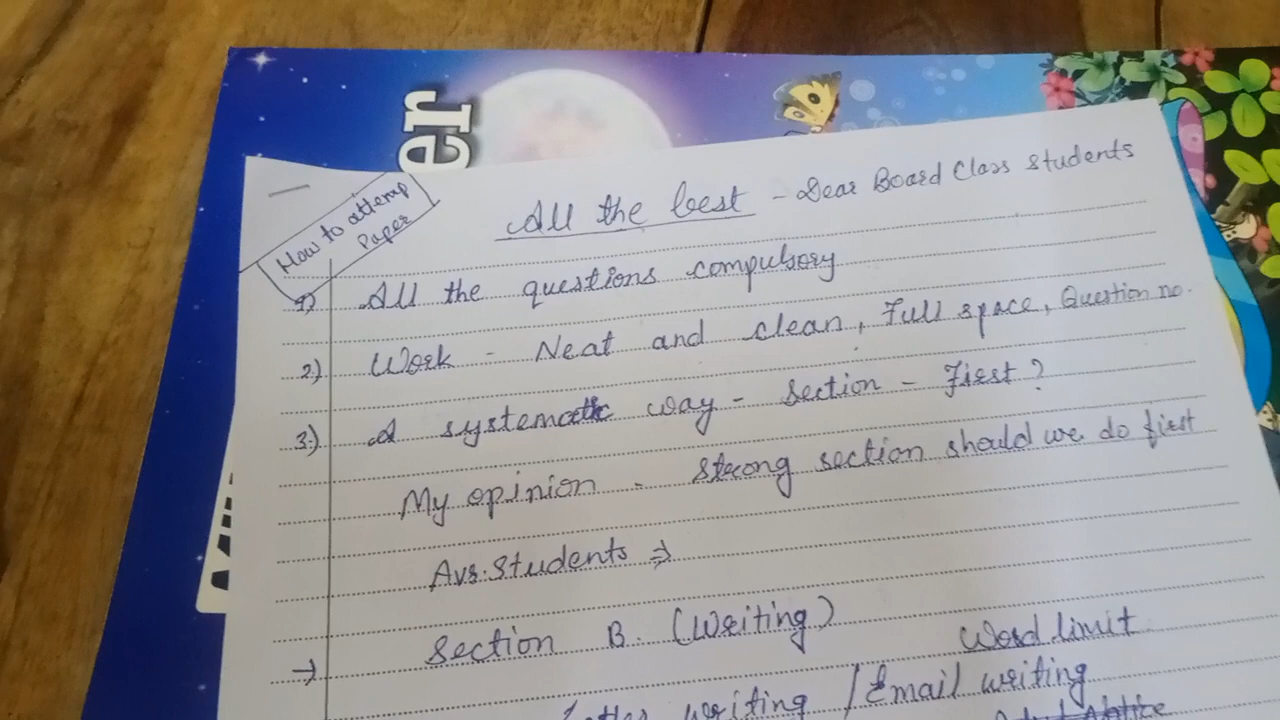 er
How to attemp
Paper
All the best - Dear Board Class students
1) All the questions compulsory
2.) Work - Neat and clean, Full space, Question no.
3.) A systematic way - Section - First?
My opinion - Strong section should we do first
Avg. Students ⇒
→ Section B. (Writing)
Word limit
Letter writing / Email writing